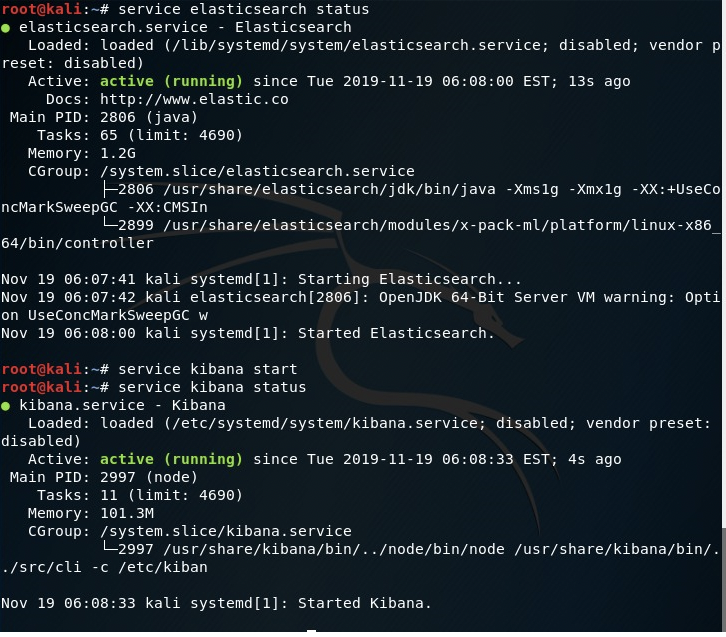 root@kali:~# service elasticsearch status
● elasticsearch.service - Elasticsearch
   Loaded: loaded (/lib/systemd/system/elasticsearch.service; disabled; vendor p
reset: disabled)
   Active: active (running) since Tue 2019-11-19 06:08:00 EST; 13s ago
     Docs: http://www.elastic.co
 Main PID: 2806 (java)
    Tasks: 65 (limit: 4690)
   Memory: 1.2G
   CGroup: /system.slice/elasticsearch.service
           ├─2806 /usr/share/elasticsearch/jdk/bin/java -Xms1g -Xmx1g -XX:+UseCo
ncMarkSweepGC -XX:CMSIn
           └─2899 /usr/share/elasticsearch/modules/x-pack-ml/platform/linux-x86_
64/bin/controller

Nov 19 06:07:41 kali systemd[1]: Starting Elasticsearch...
Nov 19 06:07:42 kali elasticsearch[2806]: OpenJDK 64-Bit Server VM warning: Opti
on UseConcMarkSweepGC w
Nov 19 06:08:00 kali systemd[1]: Started Elasticsearch.

root@kali:~# service kibana start
root@kali:~# service kibana status
● kibana.service - Kibana
   Loaded: loaded (/etc/systemd/system/kibana.service; disabled; vendor preset:
disabled)
   Active: active (running) since Tue 2019-11-19 06:08:33 EST; 4s ago
 Main PID: 2997 (node)
    Tasks: 11 (limit: 4690)
   Memory: 101.3M
   CGroup: /system.slice/kibana.service
           └─2997 /usr/share/kibana/bin/../node/bin/node /usr/share/kibana/bin/.
./src/cli -c /etc/kiban

Nov 19 06:08:33 kali systemd[1]: Started Kibana.